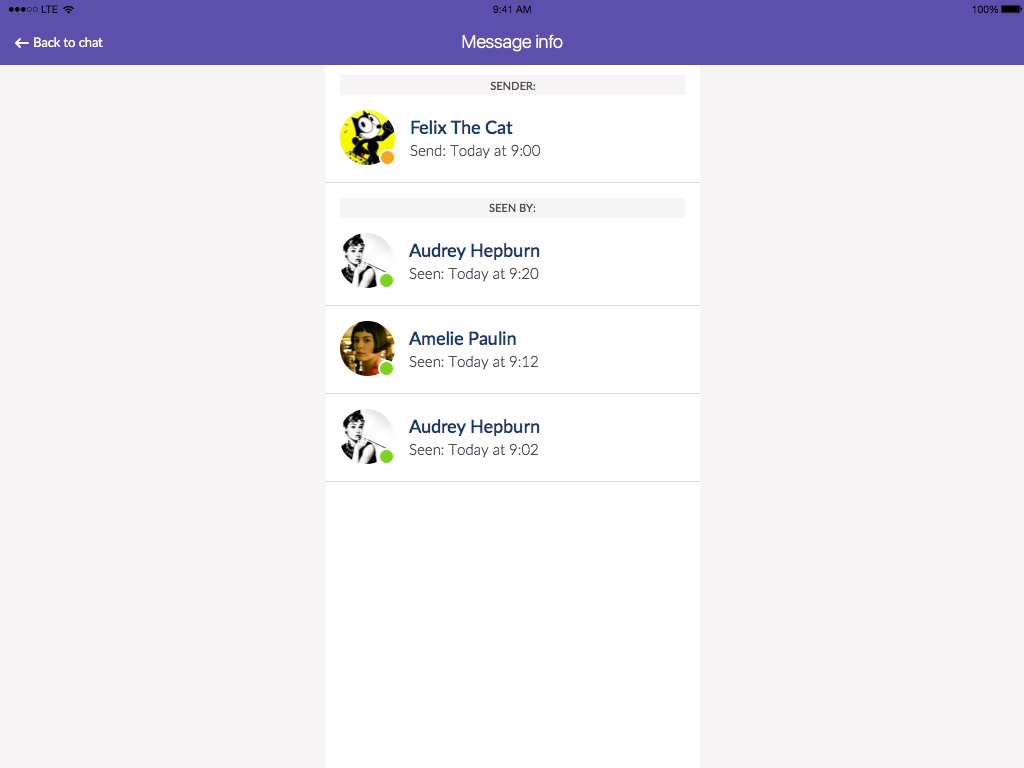 LTE
9:41 AM
100%
Back to chat
Message info
SENDER:
Felix The Cat
Send: Today at 9:00
SEEN BY:
Audrey Hepburn
Seen: Today at 9:20
Amelie Paulin
Seen: Today at 9:12
Audrey Hepburn
Seen: Today at 9:02